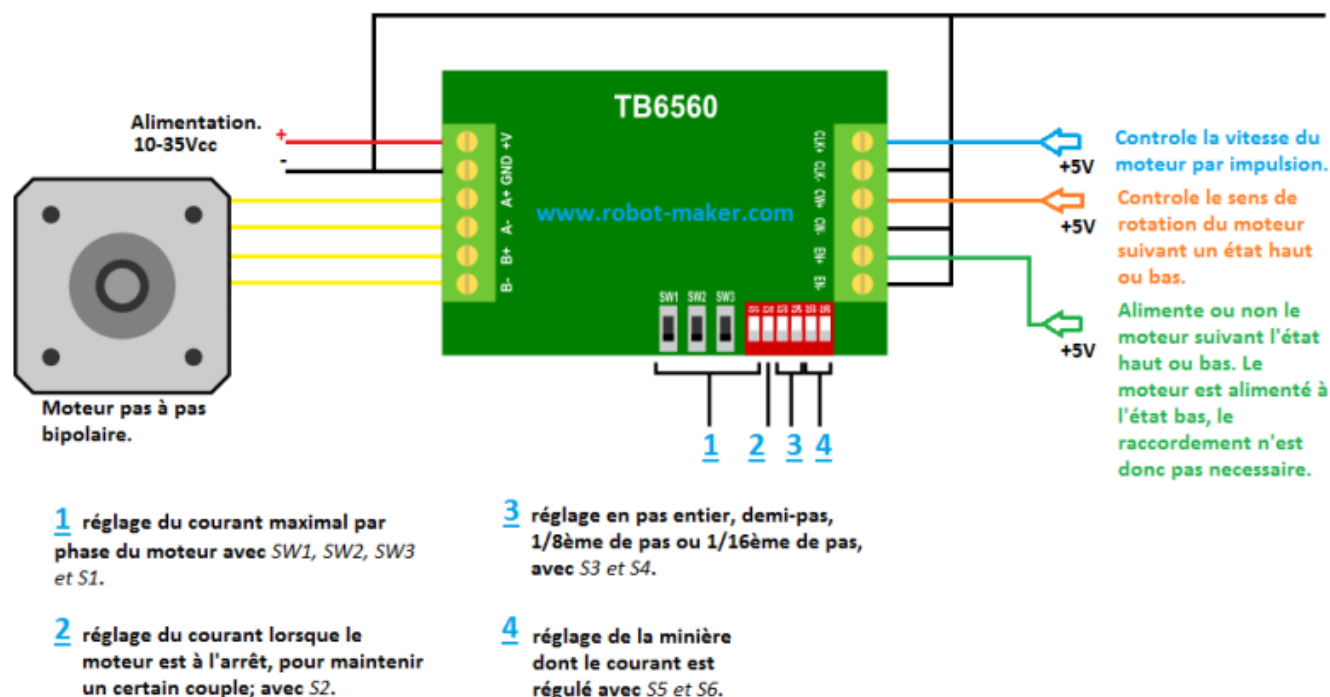 TB6560
www.robot-maker.com
Alimentation.
10-35Vcc
+
-
+V
GND
A+
A-
B+
B-
CLK+
CLK-
CW+
CW-
EN+
EN-
SW1 SW2 SW3
S1 S2 S3
+5V
Controle la vitesse du
moteur par impulsion.
+5V
Controle le sens de
rotation du moteur
suivant un état haut
ou bas.
+5V
Alimente ou non le
moteur suivant l'état
haut ou bas. Le
moteur est alimenté à
l'état bas, le
raccordement n'est
donc pas necessaire.
Moteur pas à pas
bipolaire.
1 2 3 4
1 réglage du courant maximal par
phase du moteur avec SW1, SW2, SW3
et S1.
2 réglage du courant lorsque le
moteur est à l'arrêt, pour maintenir
un certain couple; avec S2.
3 réglage en pas entier, demi-pas,
1/8ème de pas ou 1/16ème de pas,
avec S3 et S4.
4 réglage de la minière
dont le courant est
régulé avec S5 et S6.